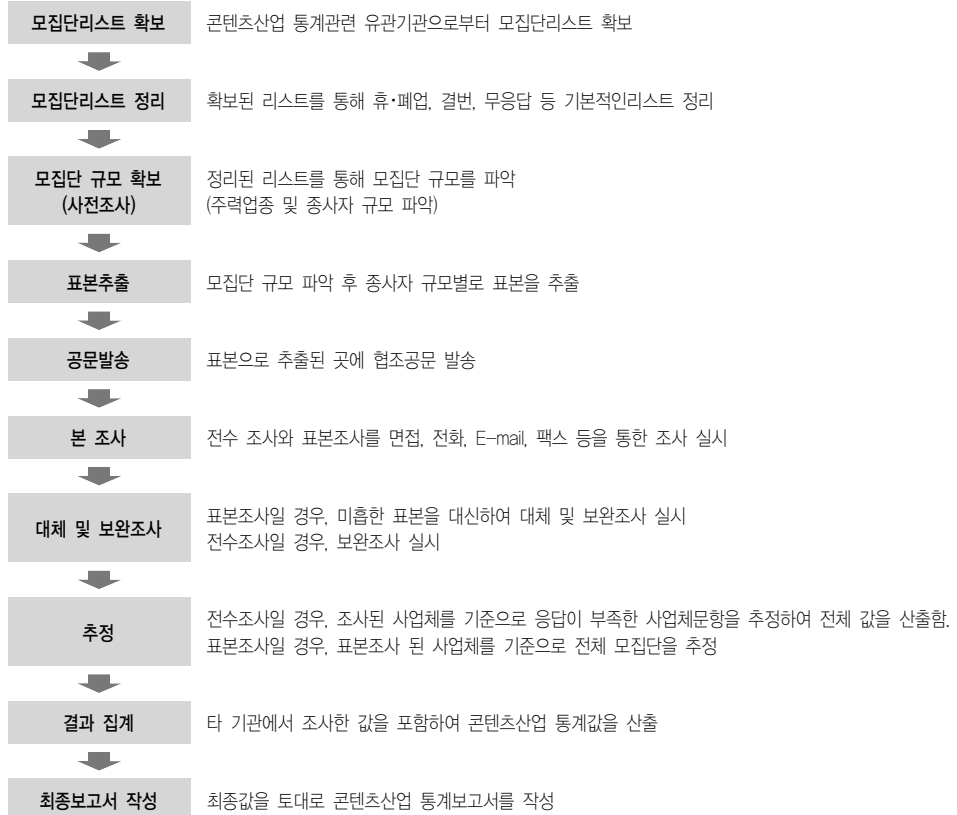 모집단리스트 확보
콘텐츠산업 통계관련 유관기관으로부터 모집단리스트 확보
모집단리스트 정리
확보된 리스트를 통해 휴·폐업, 결번, 무응답 등 기본적인리스트 정리
모집단 규모 확보
(사전조사)
정리된 리스트를 통해 모집단 규모를 파악
(주력업종 및 종사자 규모 파악)
표본추출
모집단 규모 파악 후 종사자 규모별로 표본을 추출
공문발송
표본으로 추출된 곳에 협조공문 발송
본 조사
전수 조사와 표본조사를 면접, 전화, E-mail, 팩스 등을 통한 조사 실시
대체 및 보완조사
표본조사일 경우, 미흡한 표본을 대신하여 대체 및 보완조사 실시
전수조사일 경우, 보완조사 실시
추정
전수조사일 경우, 조사된 사업체를 기준으로 응답이 부족한 사업체문항을 추정하여 전체 값을 산출함.
표본조사일 경우, 표본조사 된 사업체를 기준으로 전체 모집단을 추정
결과 집계
타 기관에서 조사한 값을 포함하여 콘텐츠산업 통계값을 산출
최종보고서 작성
최종값을 토대로 콘텐츠산업 통계보고서를 작성